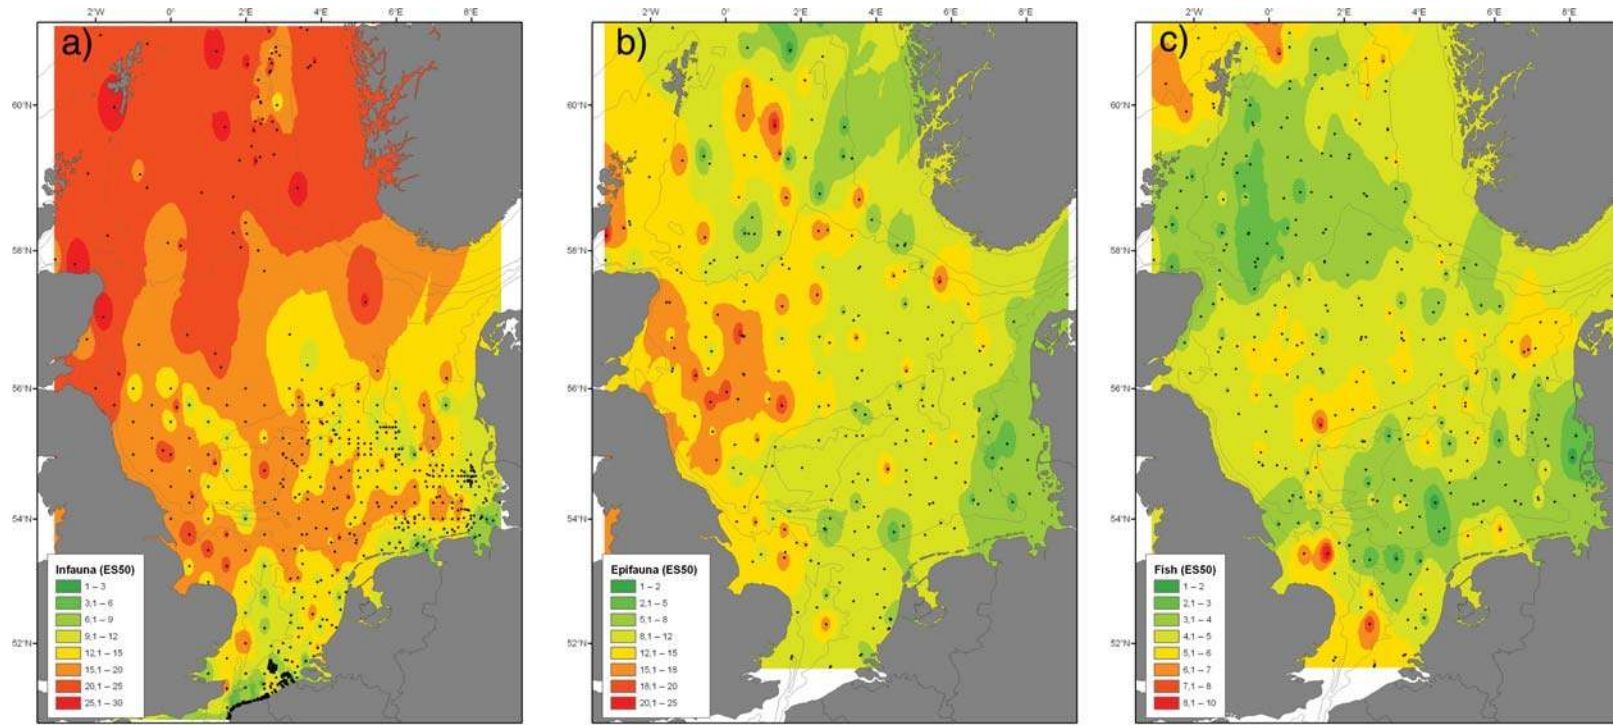 a)
2°W 0° 2°E 4°E 6°E 8°E
60°N
58°N
56°N
54°N
52°N
Infauna (ES50)
1 – 3
3,1 – 6
6,1 – 9
9,1 – 12
12,1 – 15
15,1 – 20
20,1 – 25
25,1 – 30
b)
2°W 0° 2°E 4°E 6°E 8°E
60°N
58°N
56°N
54°N
52°N
Epifauna (ES50)
1 – 2
2,1 – 5
5,1 – 8
8,1 – 12
12,1 – 15
15,1 – 18
18,1 – 20
20,1 – 25
c)
2°W 0° 2°E 4°E 6°E 8°E
60°N
58°N
56°N
54°N
52°N
Fish (ES50)
1 – 2
2,1 – 3
3,1 – 4
4,1 – 5
5,1 – 6
6,1 – 7
7,1 – 8
8,1 – 10